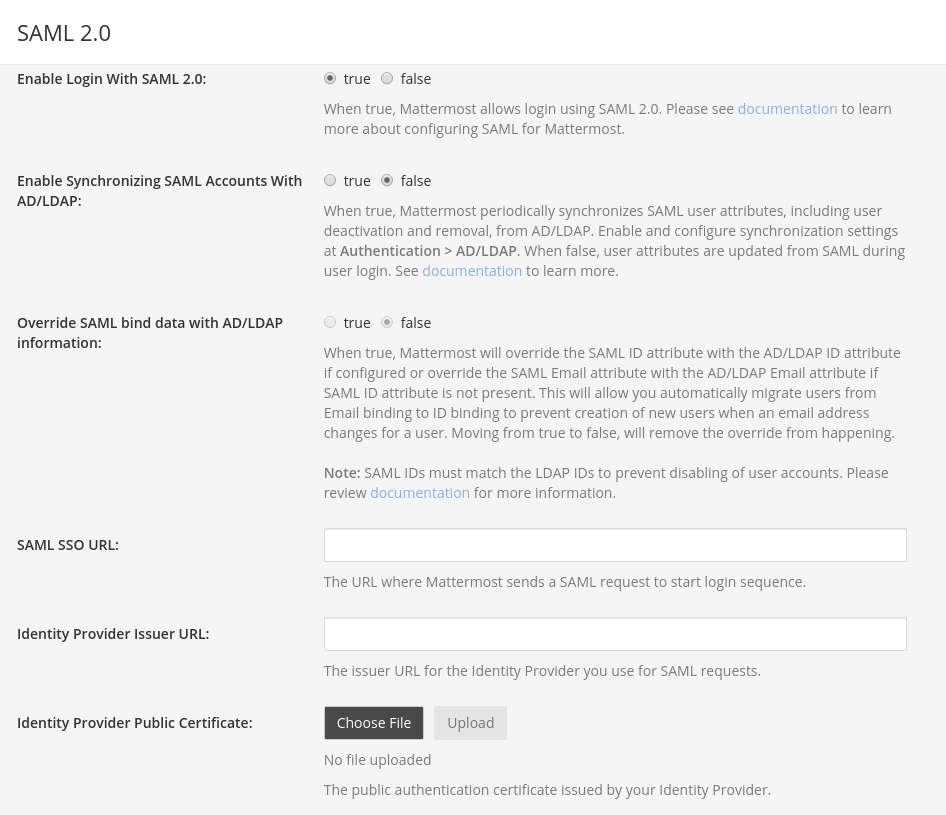 SAML 2.0
Enable Login With SAML 2.0:
true false
When true, Mattermost allows login using SAML 2.0. Please see documentation to learn
more about configuring SAML for Mattermost.
Enable Synchronizing SAML Accounts With
AD/LDAP:
true false
When true, Mattermost periodically synchronizes SAML user attributes, including user
deactivation and removal, from AD/LDAP. Enable and configure synchronization settings
at Authentication > AD/LDAP. When false, user attributes are updated from SAML during
user login. See documentation to learn more.
Override SAML bind data with AD/LDAP
information:
true false
When true, Mattermost will override the SAML ID attribute with the AD/LDAP ID attribute
if configured or override the SAML Email attribute with the AD/LDAP Email attribute if
SAML ID attribute is not present. This will allow you automatically migrate users from
Email binding to ID binding to prevent creation of new users when an email address
changes for a user. Moving from true to false, will remove the override from happening.
Note: SAML IDs must match the LDAP IDs to prevent disabling of user accounts. Please
review documentation for more information.
SAML SSO URL:
The URL where Mattermost sends a SAML request to start login sequence.
Identity Provider Issuer URL:
The issuer URL for the Identity Provider you use for SAML requests.
Identity Provider Public Certificate:
Choose File Upload
No file uploaded
The public authentication certificate issued by your Identity Provider.